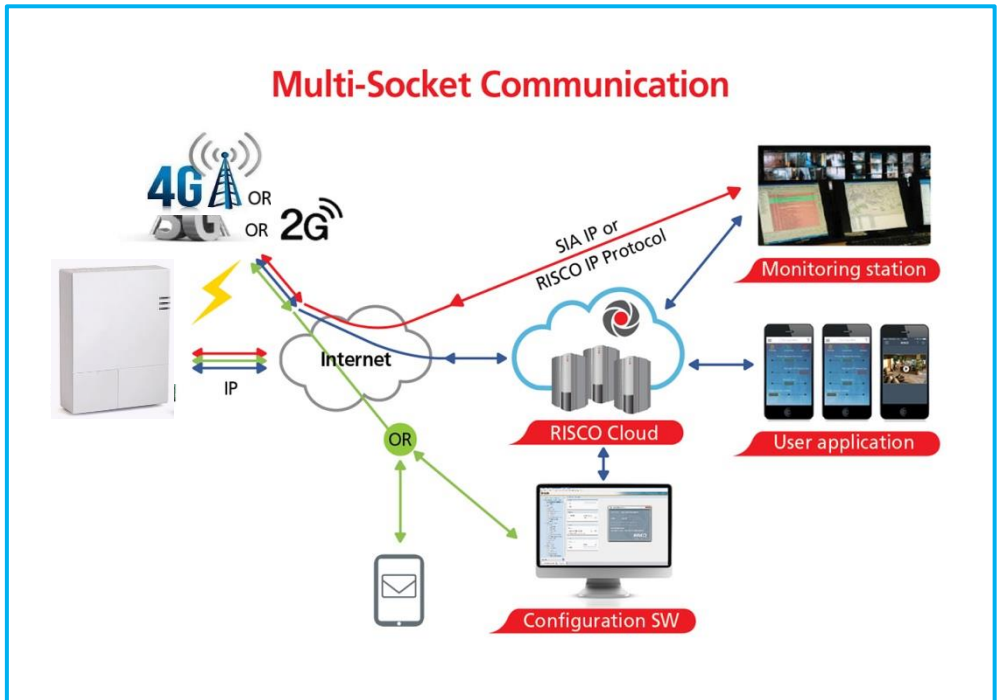 Multi-Socket Communication
4G OR
3G OR 2G
IP
Internet
SIA IP or
RISCO IP Protocol
Monitoring station
RISCO Cloud
User application
OR
Configuration SW